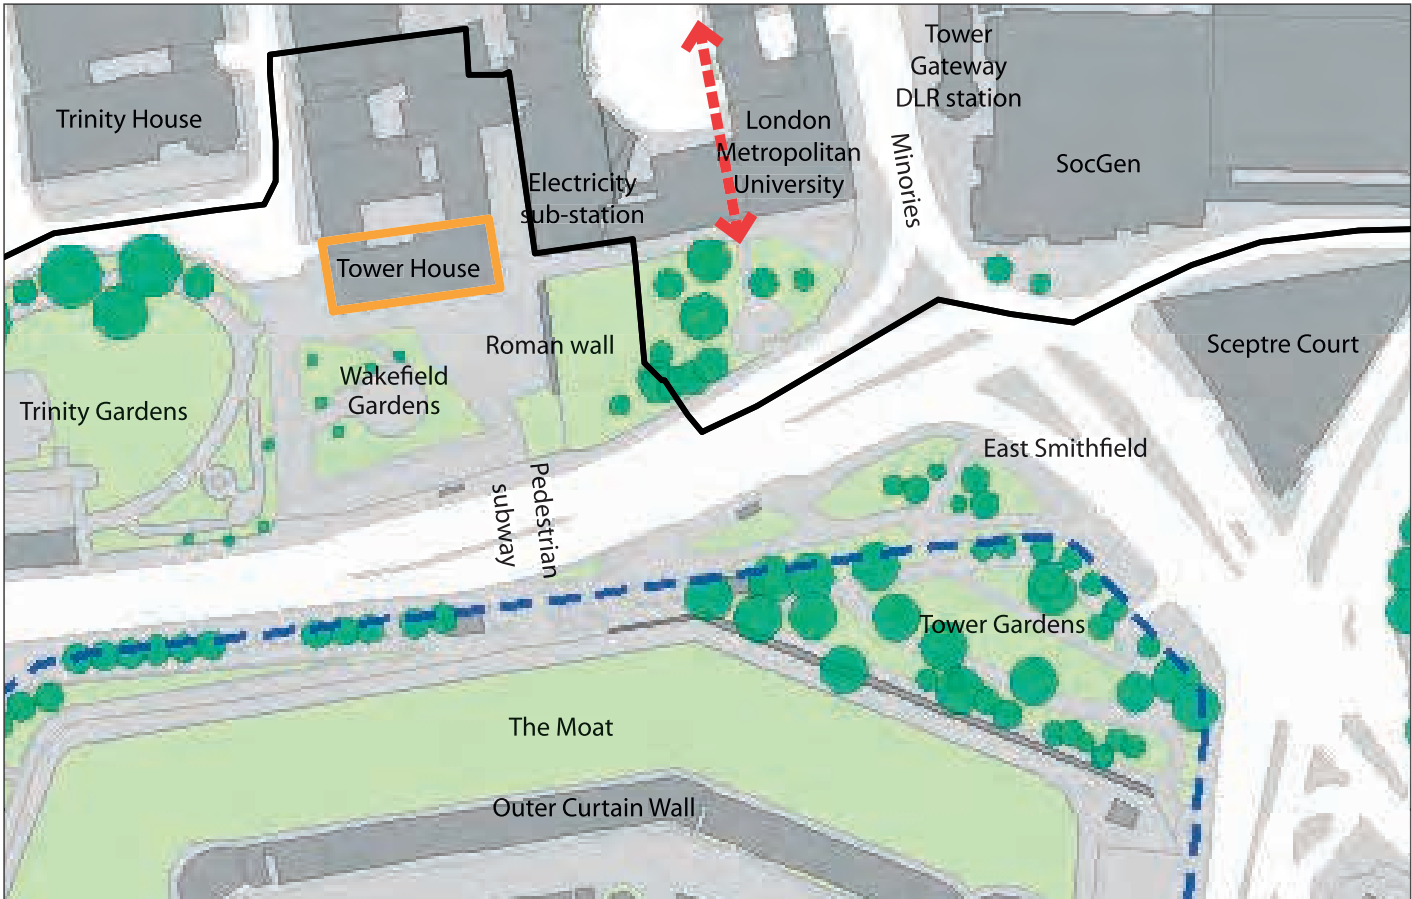 Tower
Gateway
DLR station
Trinity House
London
Metropolitan
University
Minories
SocGen
Electricity
sub-station
Tower House
Roman wall
Sceptre Court
Wakefield
Gardens
Trinity Gardens
East Smithfield
Pedestrian
subway
Tower Gardens
The Moat
Outer Curtain Wall